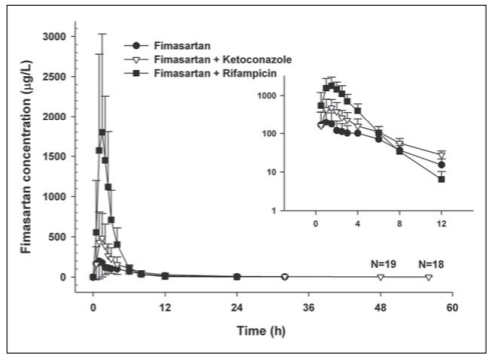 3000
2500
2000
1500
1000
500
0
Fimasartan concentration (µg/L)
Fimasartan
Fimasartan + Ketoconazole
Fimasartan + Rifampicin
1000
100
10
1
0 4 8 12
N=19 N=18
0 12 24 36 48 60
Time (h)